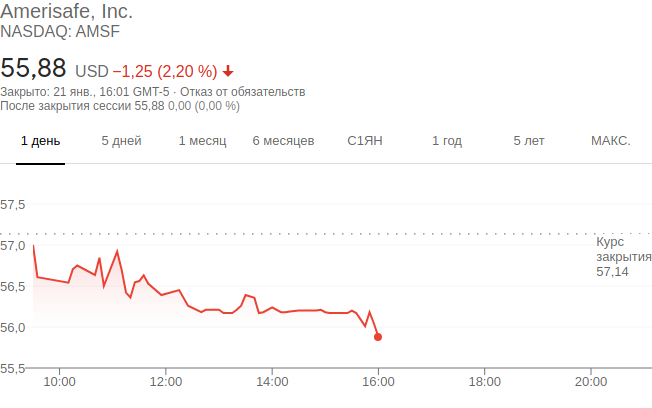 Amerisafe, Inc.
NASDAQ: AMSF
55,88 USD −1,25 (2,20 %)
Закрыто: 21 янв., 16:01 GMT-5 · Отказ от обязательств
После закрытия сессии 55,88 0,00 (0,00 %)
1 день 5 дней 1 месяц 6 месяцев С1ЯН 1 год 5 лет МАКС.
57,5
57,0
56,5
56,0
55,5
Курс
закрытия
57,14
10:00 12:00 14:00 16:00 18:00 20:00